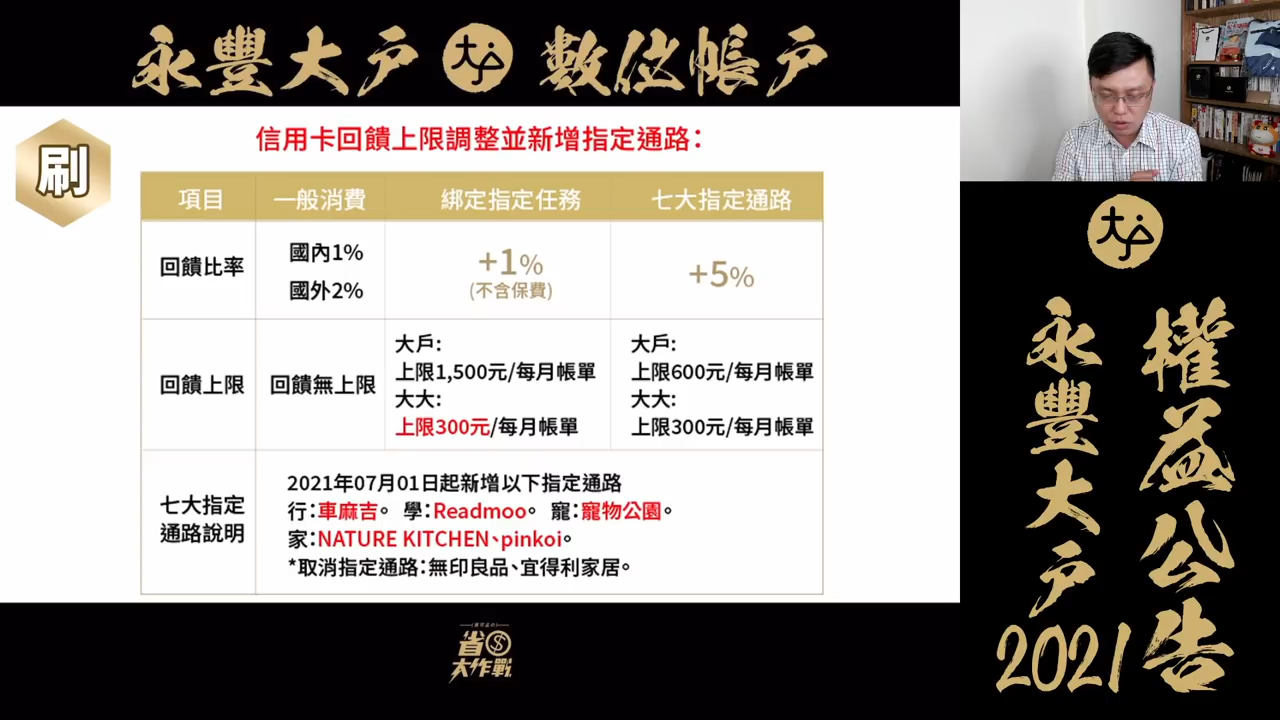 永豐大戶 大戶 數位帳戶
刷
信用卡回饋上限調整並新增指定通路：
項目 一般消費 綁定指定任務 七大指定通路
回饋比率
國內1%
國外2%
+1%
(不含保費)
+5%
回饋上限
回饋無上限
大戶：
上限1,500元/每月帳單
大大：
上限300元/每月帳單
大戶：
上限600元/每月帳單
大大：
上限300元/每月帳單
七大指定
通路說明
2021年07月01日起新增以下指定通路
行：車麻吉。 學：Readmoo。 寵：寵物公園。
家：NATURE KITCHEN、pinkoi。
*取消指定通路：無印良品、宜得利家居。
省$
大作戰
大戶
權益公告
永豐大戶2021